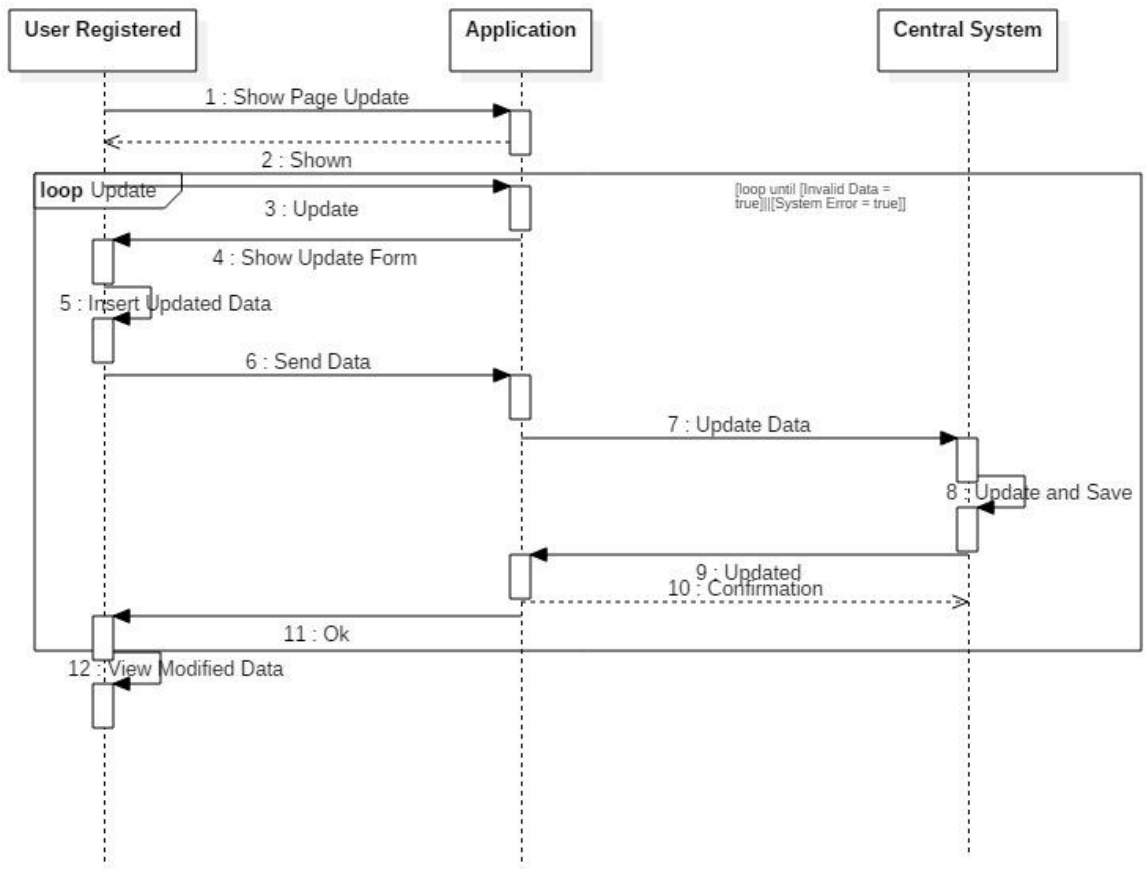 User Registered
Application
Central System
1 : Show Page Update
2 : Shown
loop Update
[loop until [Invalid Data =
true]||[System Error = true]]
3 : Update
4 : Show Update Form
5 : Insert Updated Data
6 : Send Data
7 : Update Data
8 : Update and Save
9 : Updated
10 : Confirmation
11 : Ok
12 : View Modified Data